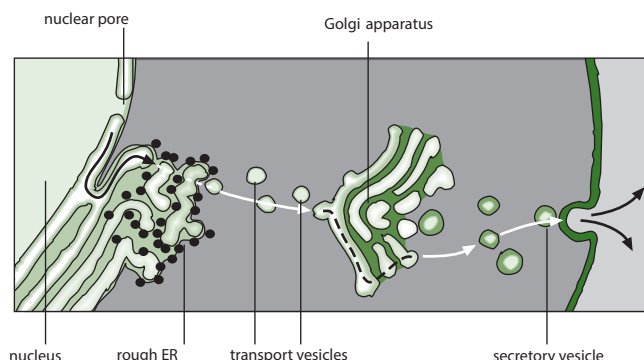 nuclear pore
Golgi apparatus
nucleus
rough ER
transport vesicles
secretory vesicle